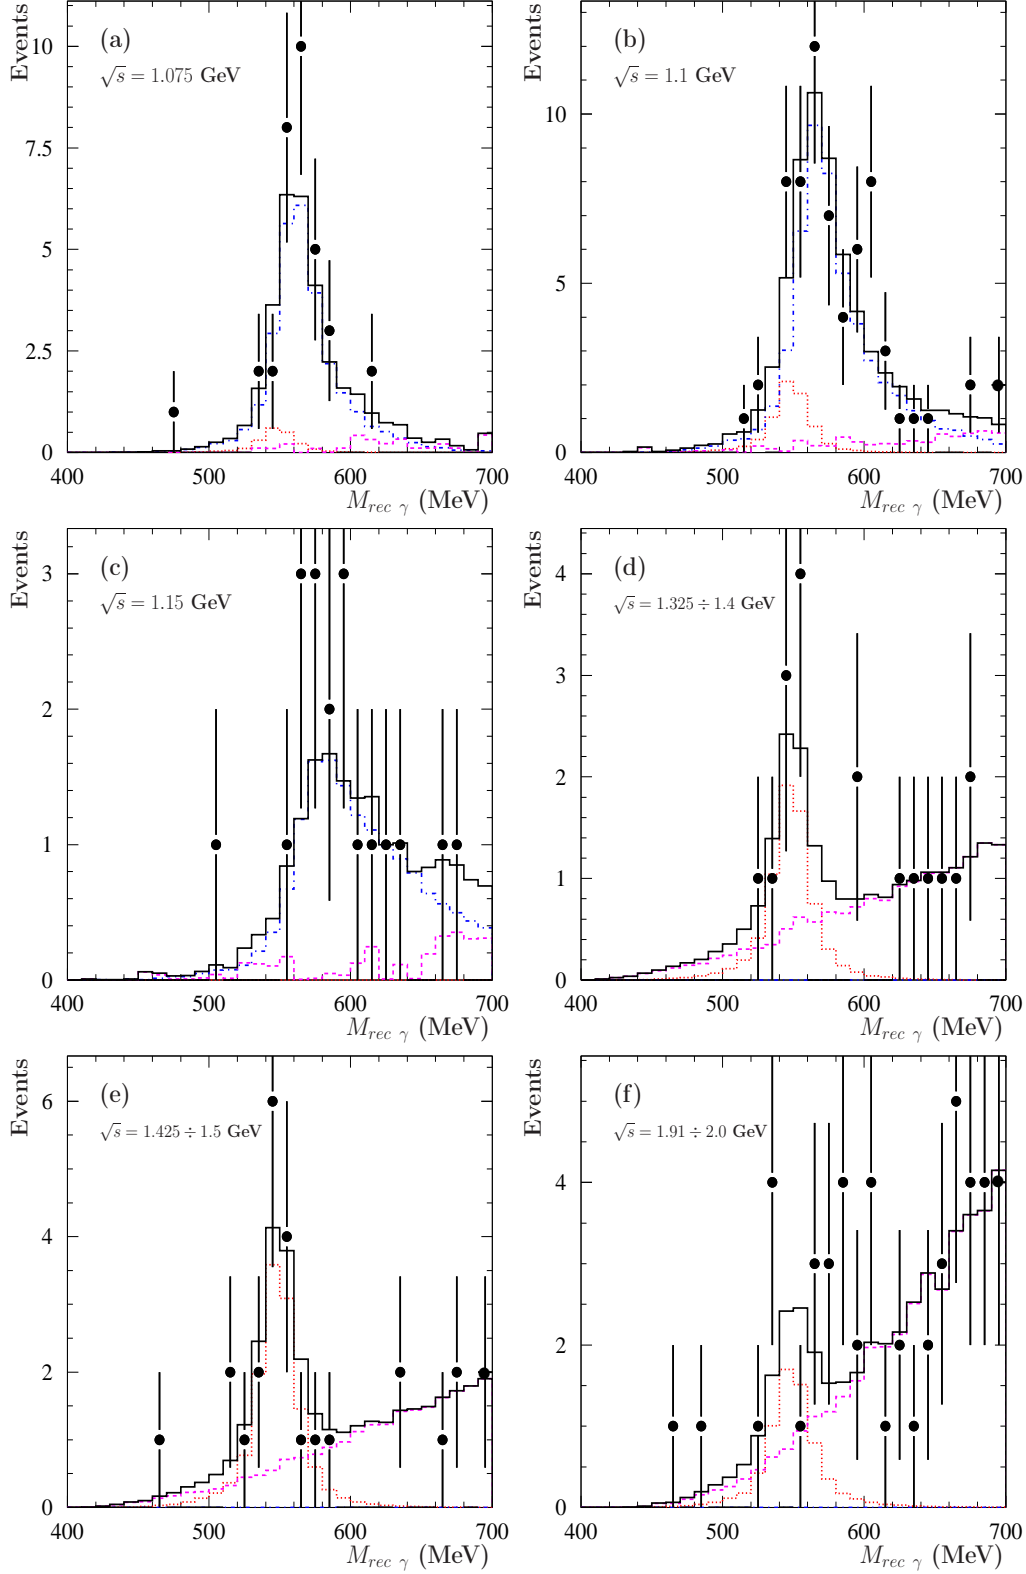 Events
(a)
√s = 1.075 GeV
10
7.5
5
2.5
0
400 500 600 700
M_rec γ (MeV)
Events
(b)
√s = 1.1 GeV
10
5
0
400 500 600 700
M_rec γ (MeV)
Events
(c)
√s = 1.15 GeV
3
2
1
0
400 500 600 700
M_rec γ (MeV)
Events
(d)
√s = 1.325 ÷ 1.4 GeV
4
3
2
1
0
400 500 600 700
M_rec γ (MeV)
Events
(e)
√s = 1.425 ÷ 1.5 GeV
6
4
2
0
400 500 600 700
M_rec γ (MeV)
Events
(f)
√s = 1.91 ÷ 2.0 GeV
4
2
0
400 500 600 700
M_rec γ (MeV)